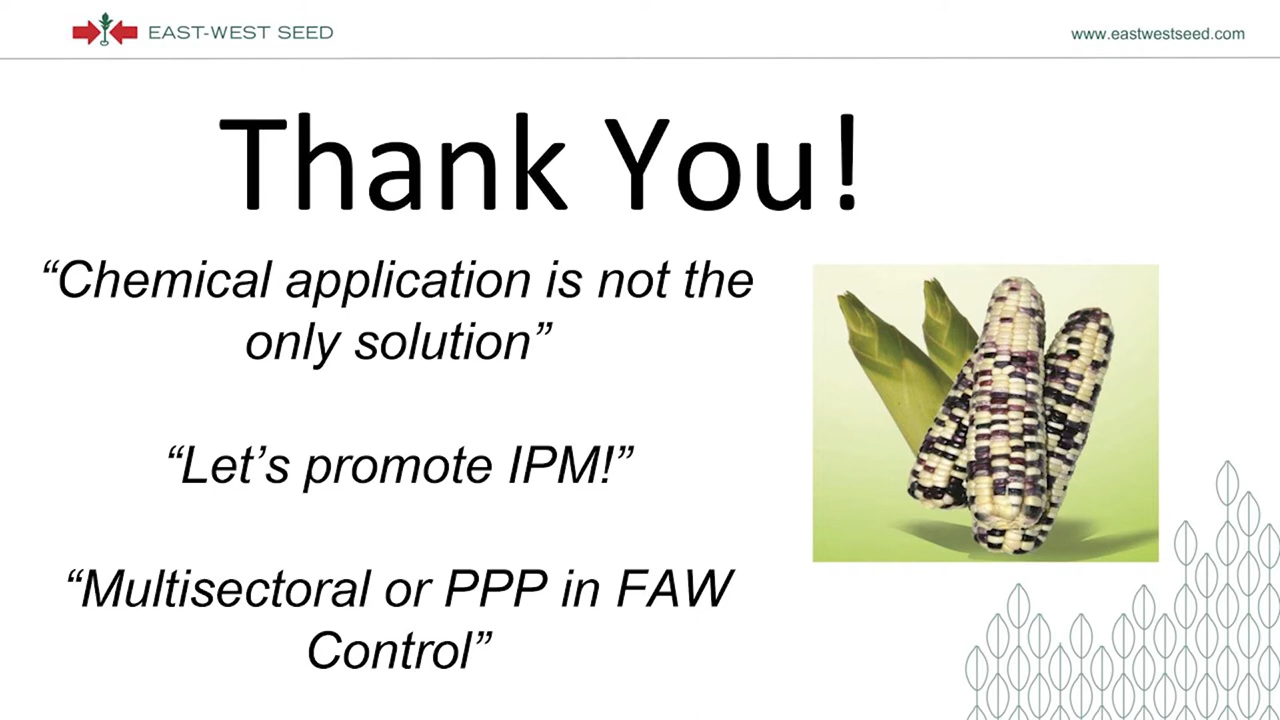 EAST-WEST SEED
www.eastwestseed.com
Thank You!
“Chemical application is not the
only solution”
“Let’s promote IPM!”
“Multisectoral or PPP in FAW
Control”